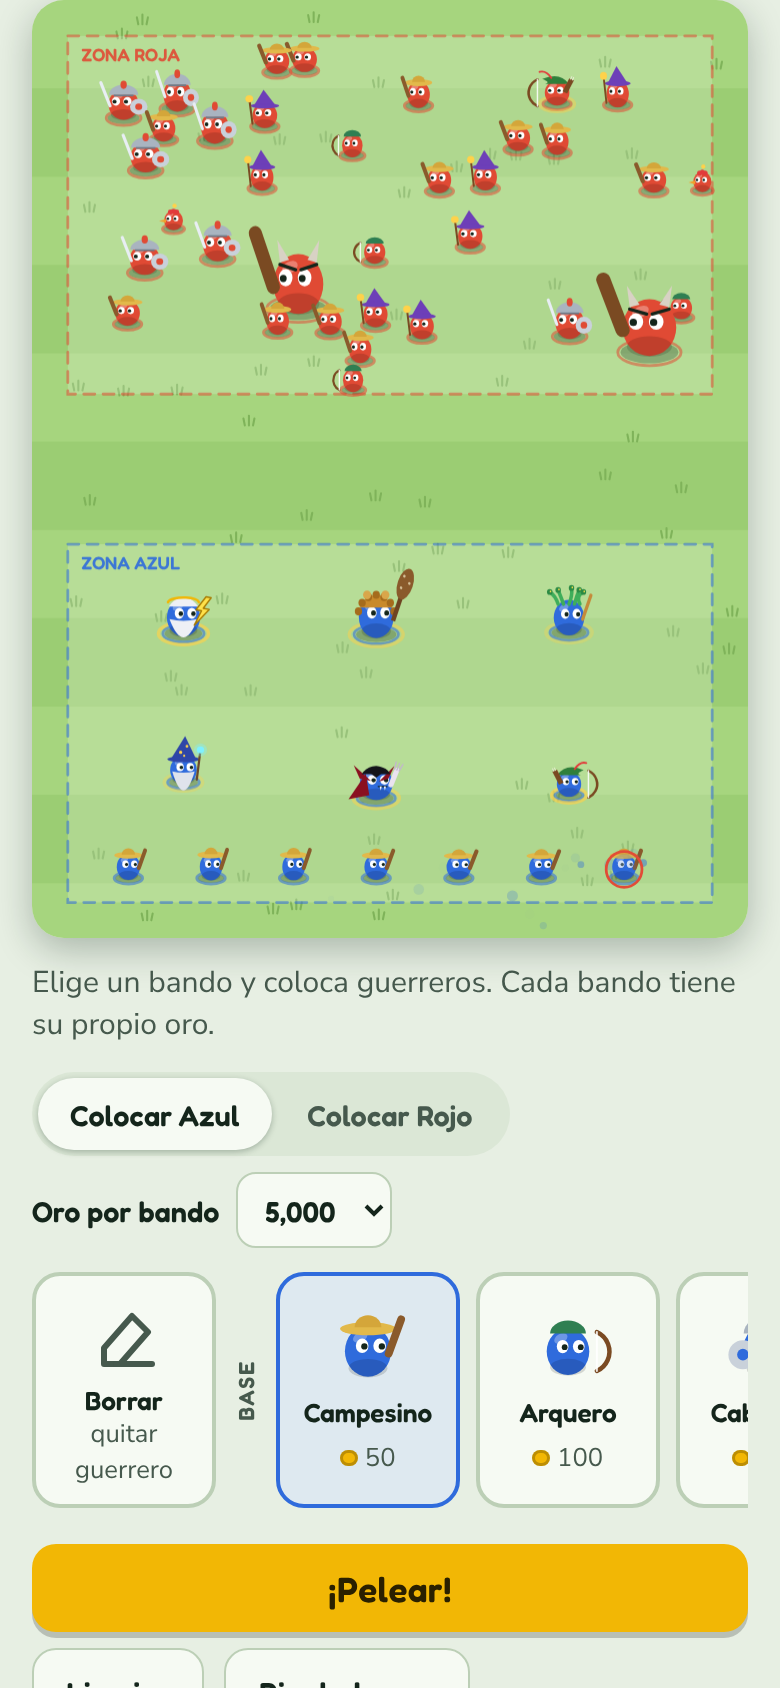 ZONA ROJA
ZONA AZUL
Elige un bando y coloca guerreros. Cada bando tiene
su propio oro.
Colocar Azul
Colocar Rojo
Oro por bando
5,000
Borrar
quitar
guerrero
BASE
Campesino
50
Arquero
100
¡Pelear!